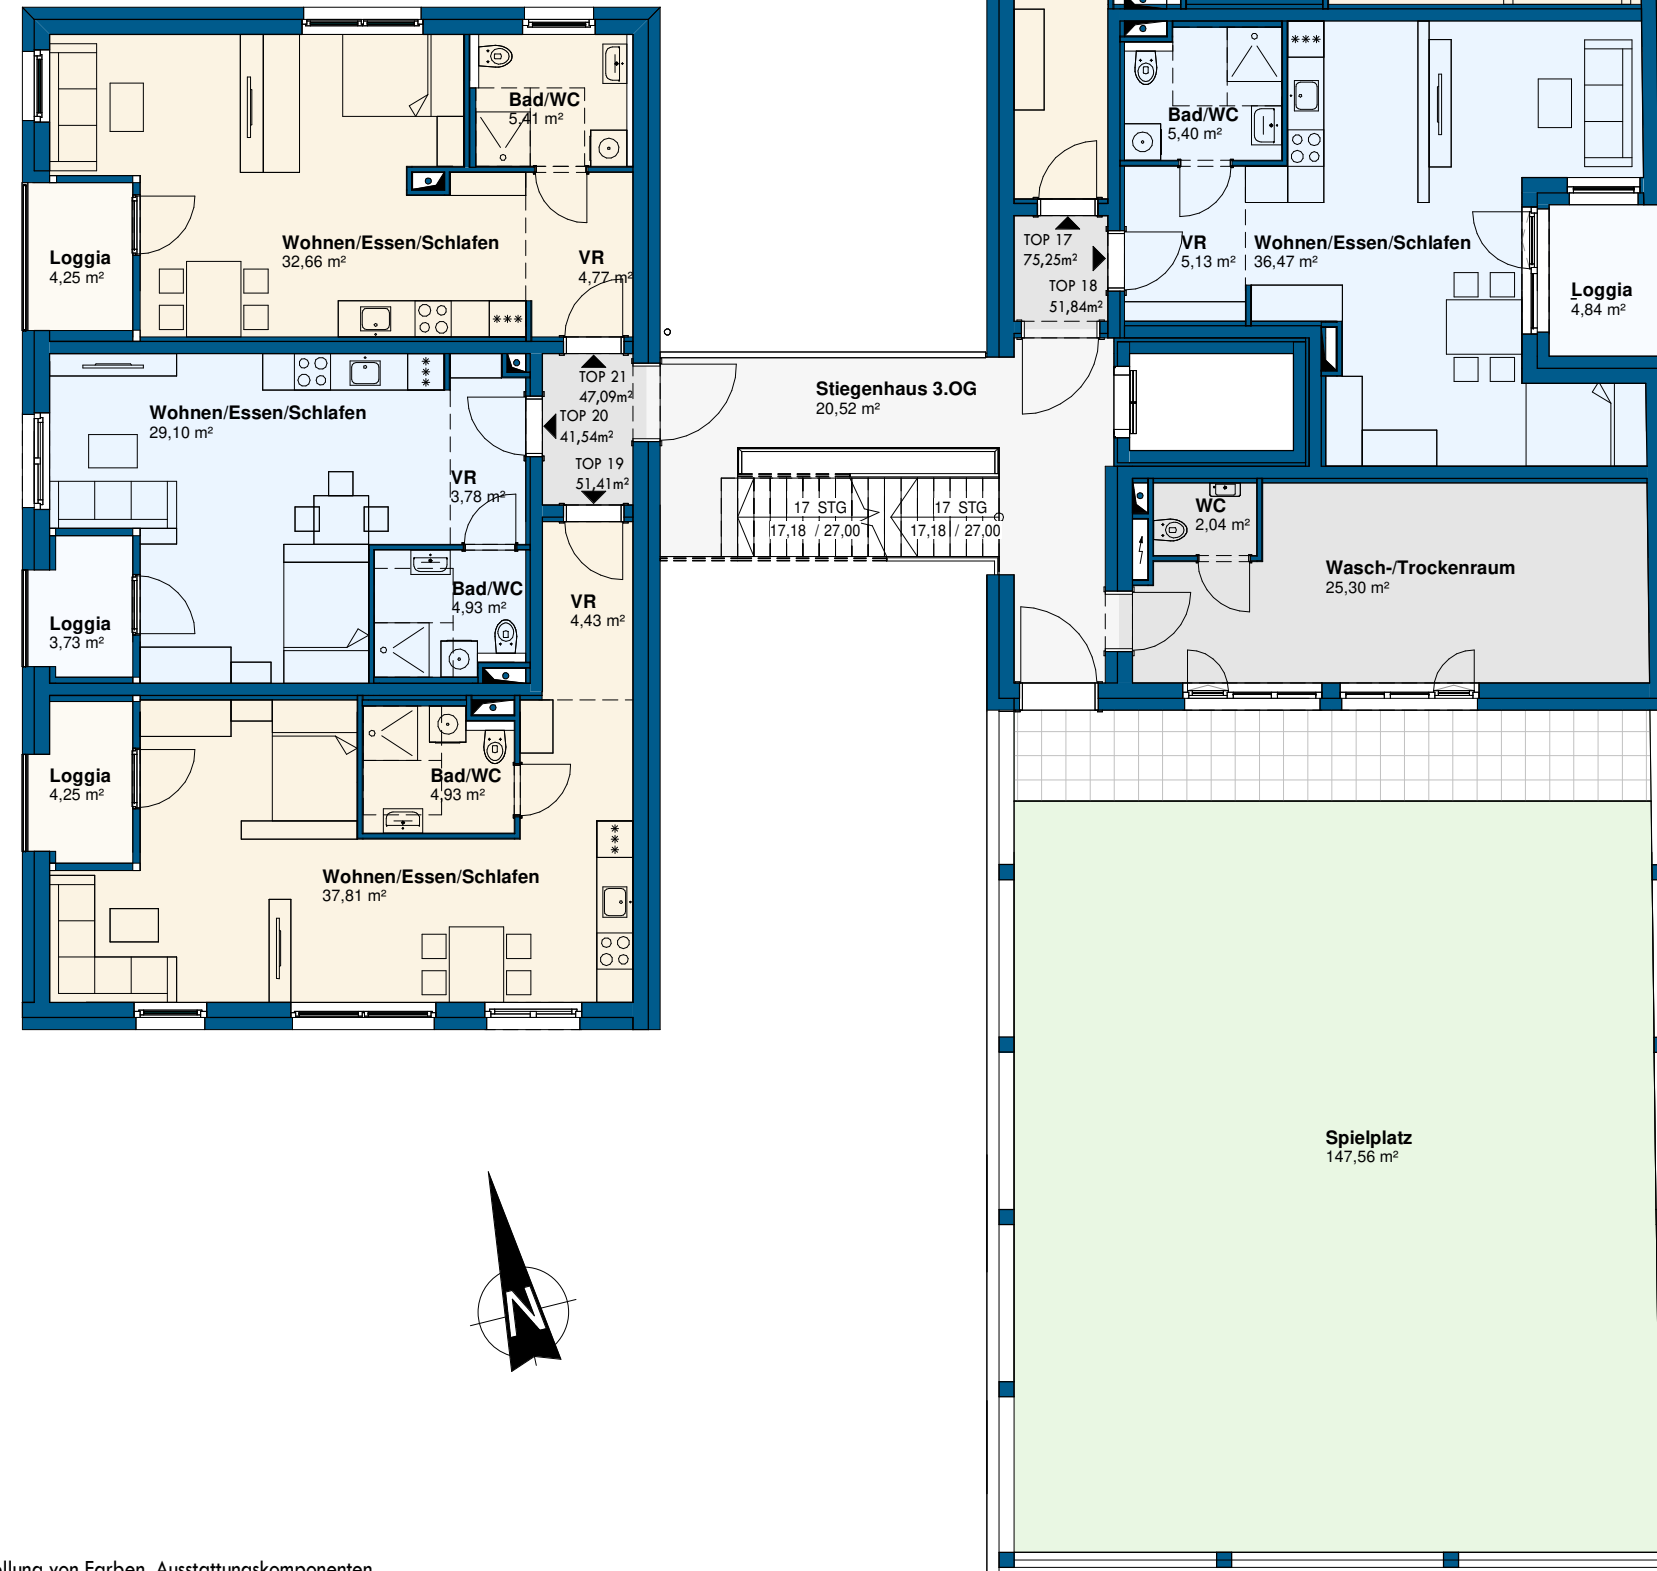 Bad/WC
5,41 m²
Wohnen/Essen/Schlafen
32,66 m²
Loggia
4,25 m²
VR
4,77 m²
Bad/WC
5,40 m²
TOP 17
75,25m²
TOP 18
51,84m²
VR
5,13 m²
Wohnen/Essen/Schlafen
36,47 m²
Loggia
4,84 m²
Wohnen/Essen/Schlafen
29,10 m²
TOP 21
47,09m²
TOP 20
41,54m²
TOP 19
51,41m²
VR
3,78 m²
Stiegenhaus 3.OG
20,52 m²
17 STG
17,18 / 27,00
17 STG
17,18 / 27,00
WC
2,04 m²
Wasch-/Trockenraum
25,30 m²
Loggia
3,73 m²
Bad/WC
4,93 m²
VR
4,43 m²
Loggia
4,25 m²
Bad/WC
4,93 m²
Wohnen/Essen/Schlafen
37,81 m²
Spielplatz
147,56 m²
N
von Farben, Ausstattungskomponenten